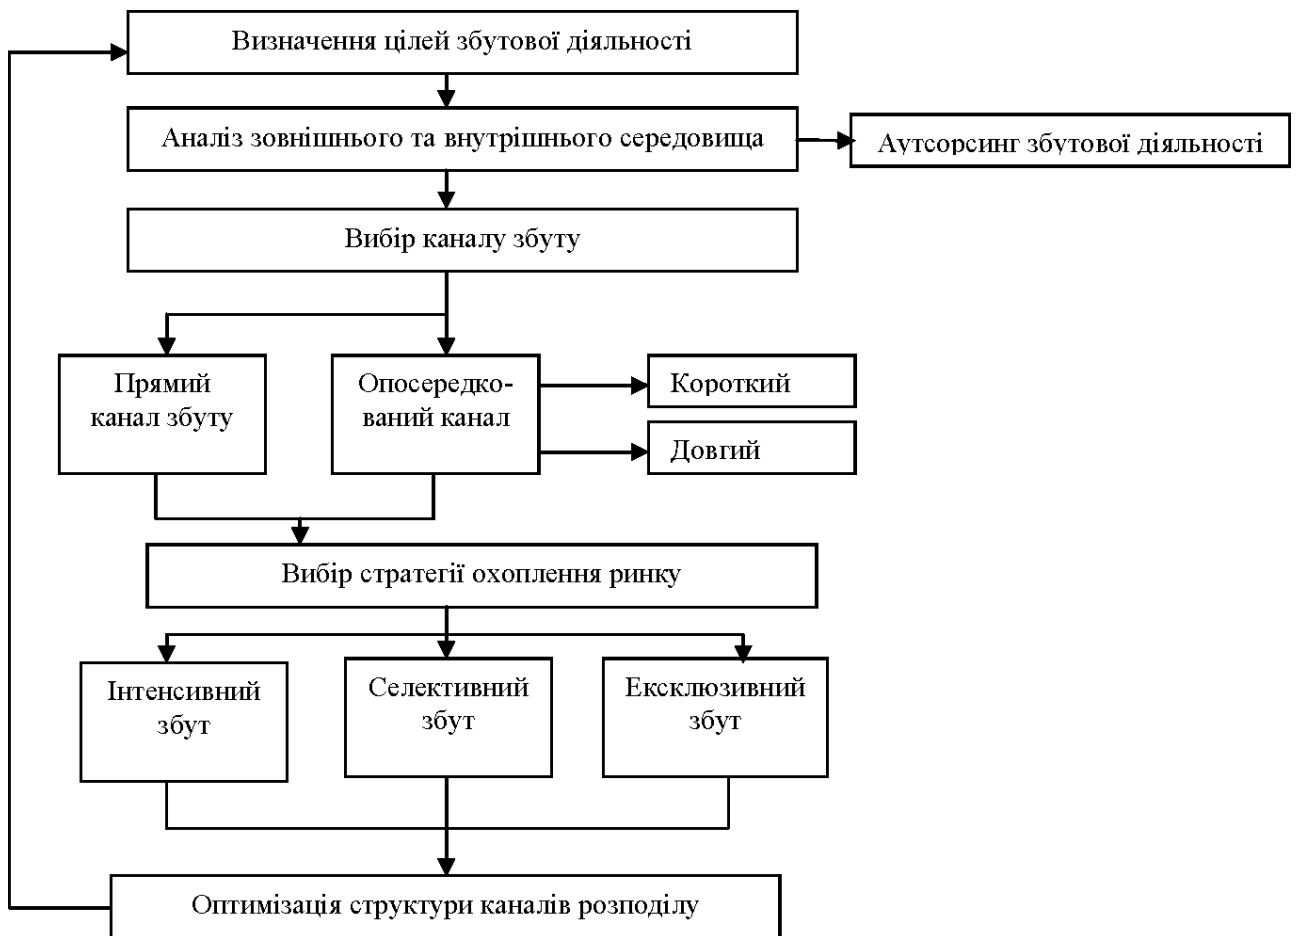 Визначення цілей збутової діяльності
Аналіз зовнішнього та внутрішнього середовища
Аутсорсинг збутової діяльності
Вибір каналу збуту
Прямий
канал збуту
Опосередко-
ваний канал
Короткий
Довгий
Вибір стратегії охоплення ринку
Інтенсивний
збут
Селективний
збут
Ексклюзивний
збут
Оптимізація структури каналів розподілу